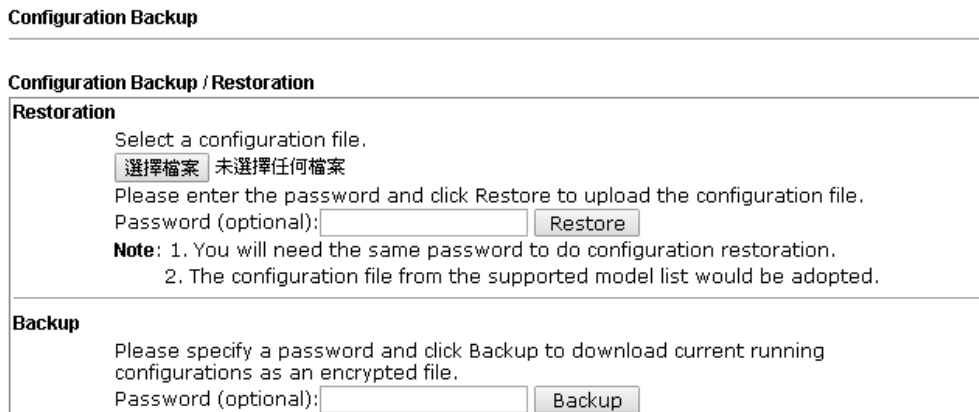 Configuration Backup
Configuration Backup / Restoration
Restoration
Select a configuration file.
選擇檔案 未選擇任何檔案
Please enter the password and click Restore to upload the configuration file.
Password (optional): Restore
Note: 1. You will need the same password to do configuration restoration.
2. The configuration file from the supported model list would be adopted.
Backup
Please specify a password and click Backup to download current running
configurations as an encrypted file.
Password (optional): Backup